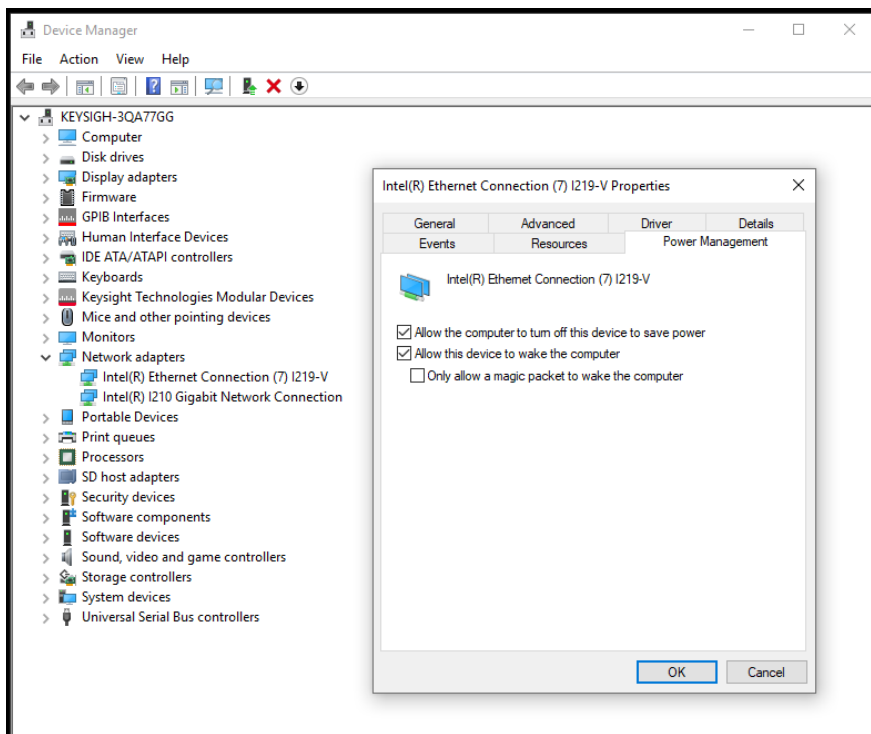 Device Manager
File Action View Help
KEYSIGH-3QA77GG
Computer
Disk drives
Display adapters
Firmware
GPIB Interfaces
Human Interface Devices
IDE ATA/ATAPI controllers
Keyboards
Keysight Technologies Modular Devices
Mice and other pointing devices
Monitors
Network adapters
Intel(R) Ethernet Connection (7) I219-V
Intel(R) I210 Gigabit Network Connection
Portable Devices
Print queues
Processors
SD host adapters
Security devices
Software components
Software devices
Sound, video and game controllers
Storage controllers
System devices
Universal Serial Bus controllers
Intel(R) Ethernet Connection (7) I219-V Properties
General Advanced Driver Details
Events Resources Power Management
Intel(R) Ethernet Connection (7) I219-V
Allow the computer to turn off this device to save power
Allow this device to wake the computer
Only allow a magic packet to wake the computer
OK Cancel